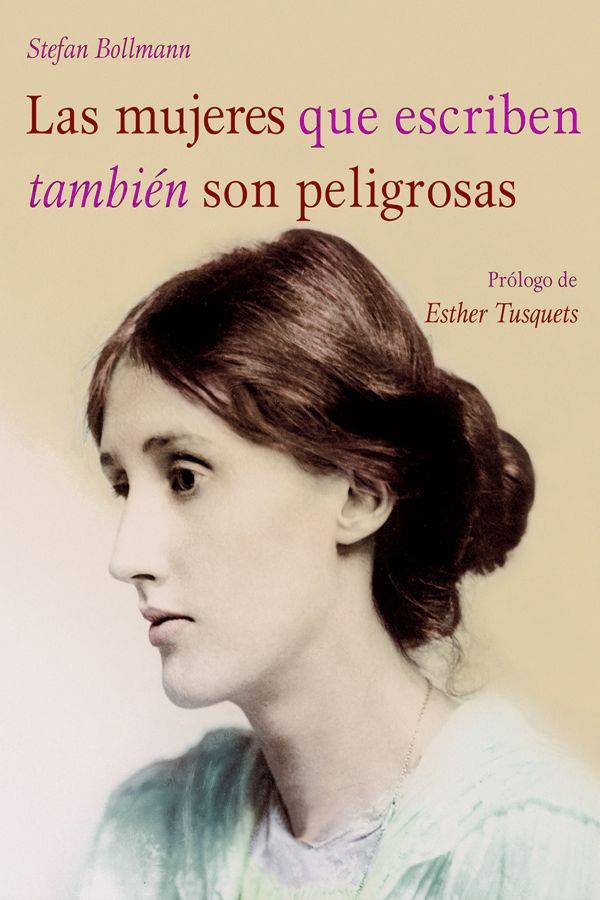 Stefan Bollmann
Las mujeres que escriben
también son peligrosas
Prólogo de
Esther Tusquets